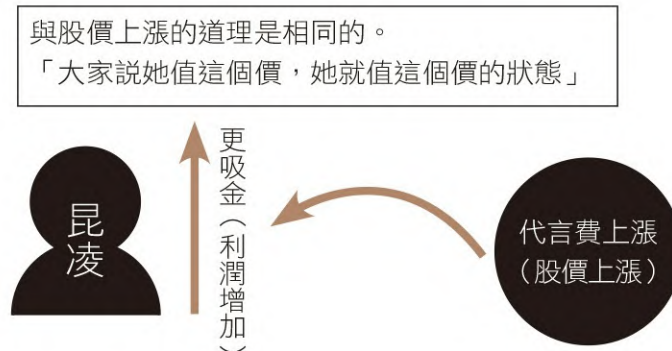 與股價上漲的道理是相同的。
「大家說她值這個價，她就值這個價的狀態」
昆凌
更吸金（利潤增加）
代言費上漲
（股價上漲）